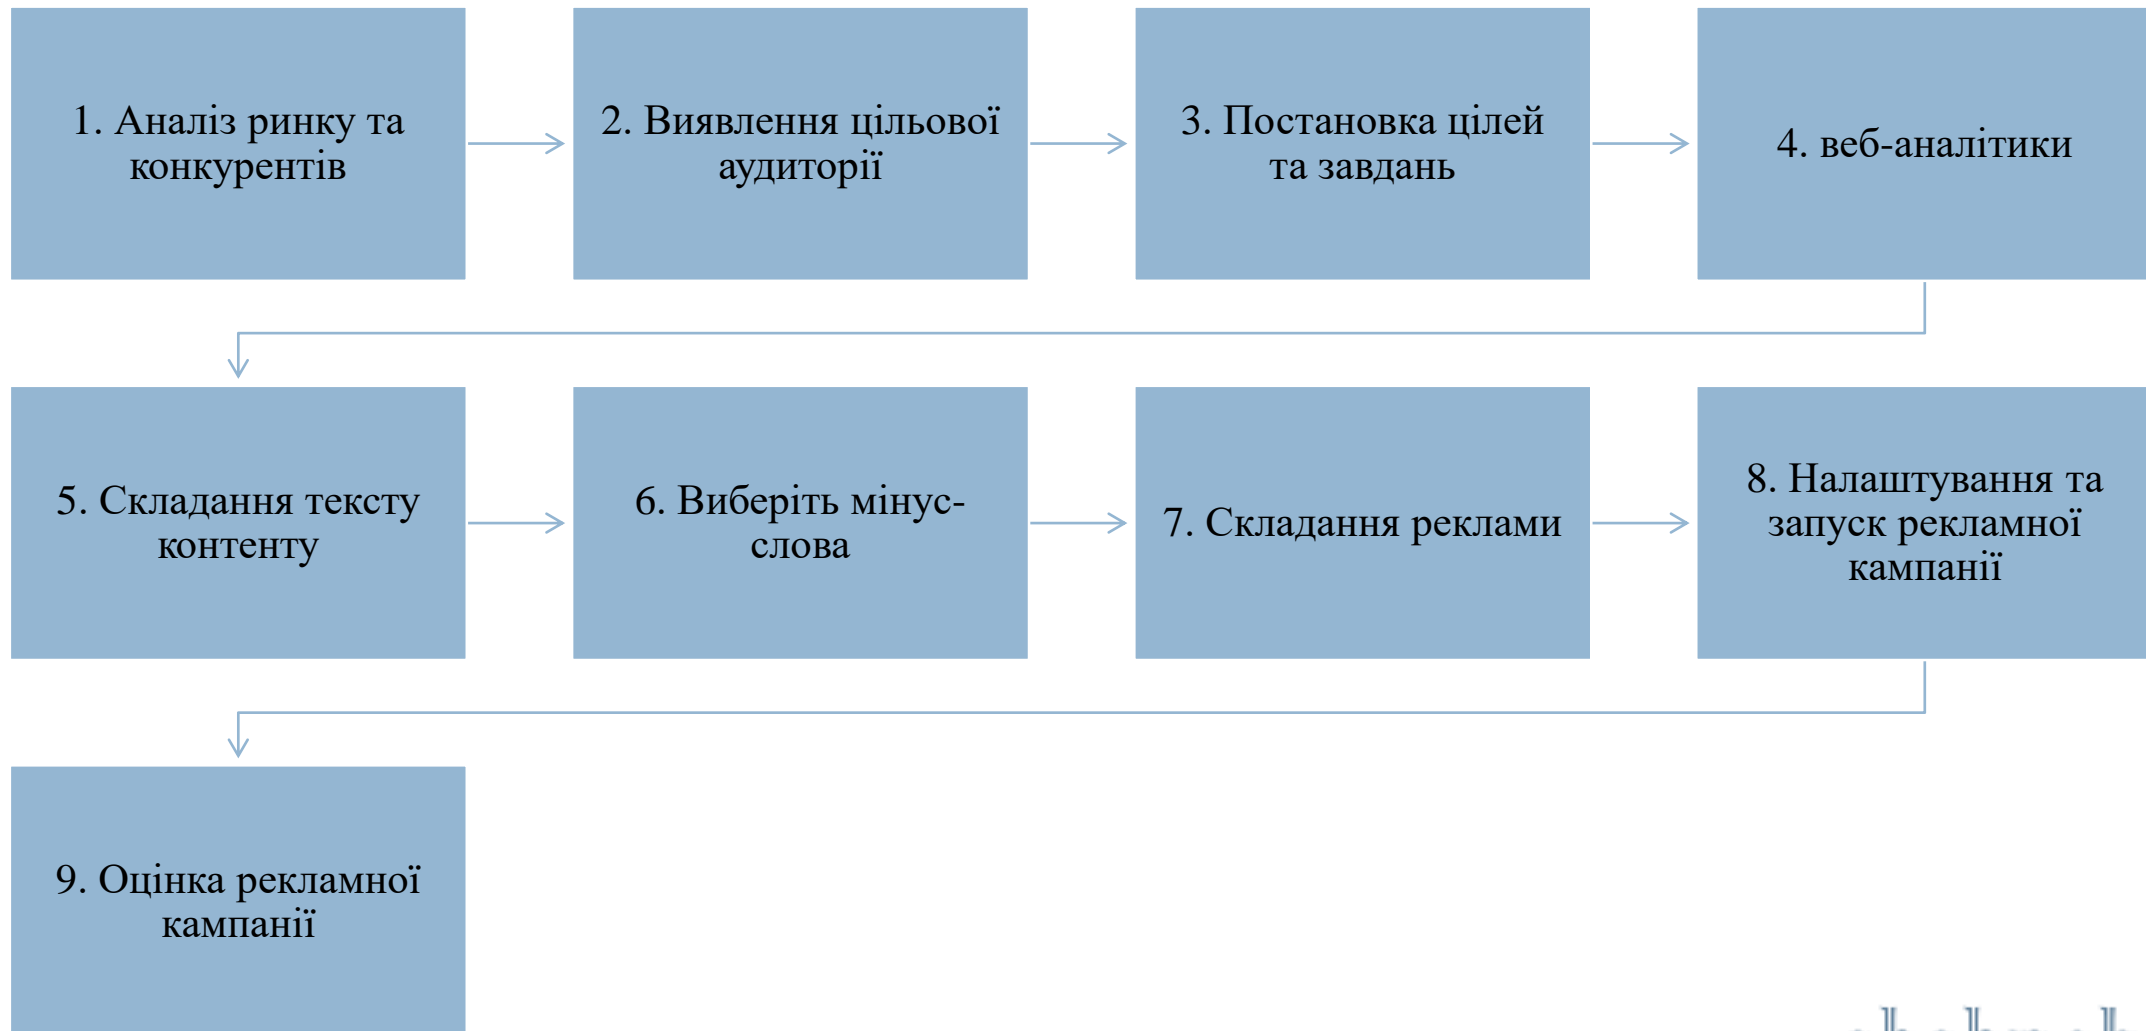 1. Аналіз ринку та
конкурентів
2. Виявлення цільової
аудиторії
3. Постановка цілей
та завдань
4. веб-аналітики
5. Складання тексту
контенту
6. Виберіть мінус-
слова
7. Складання реклами
8. Налаштування та
запуск рекламної
кампанії
9. Оцінка рекламної
кампанії